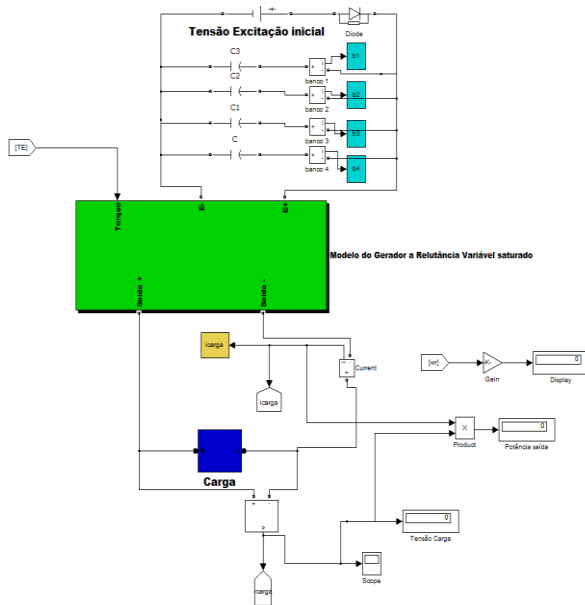 Tensão Excitação inicial
Diode
C3
b1
banco 1
C2
b2
banco 2
C1
b3
banco 3
C
b4
banco 4
[TE]
Torque
E-
E+
Modelo do Gerador a Relutância Variável saturado
Saída +
Saída -
icarga
Current
icarga
[wr]
-K-
Gain
0
Display
X
Product
0
Potência saída
Carga
+
-
v
0
Tensão Carga
Scope
icarga